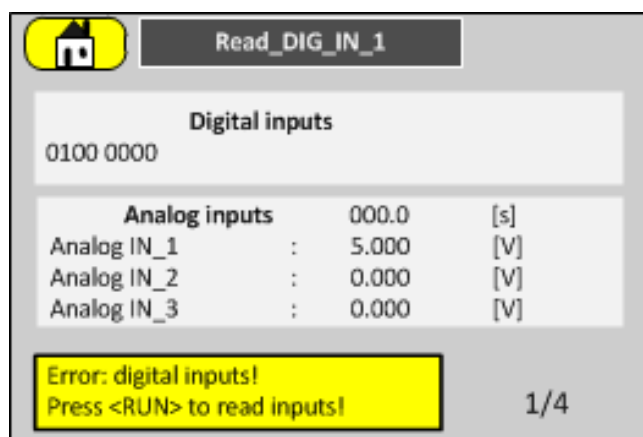 Read_DIG_IN_1
Digital inputs
0100 0000
Analog inputs 000.0 [s]
Analog IN_1 : 5.000 [V]
Analog IN_2 : 0.000 [V]
Analog IN_3 : 0.000 [V]
Error: digital inputs!
Press <RUN> to read inputs!
1/4